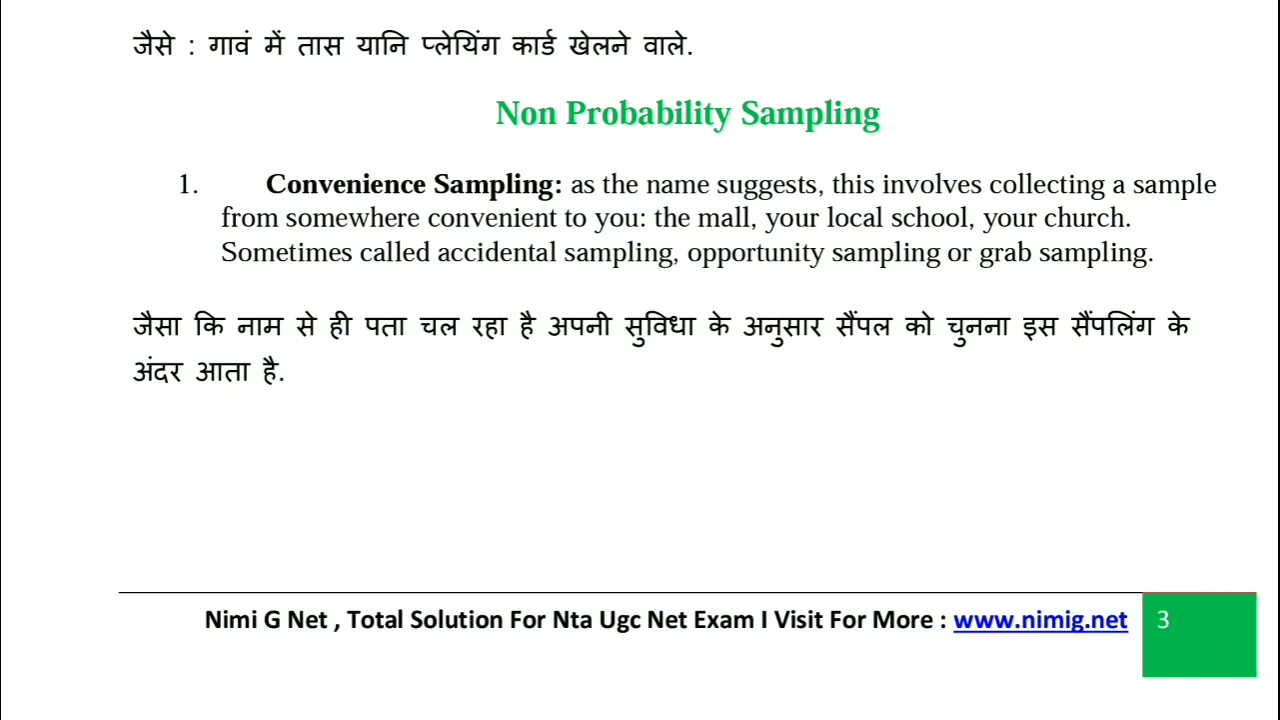 जैसे : गावं में तास यानि प्लेयिंग कार्ड खेलने वाले.
Non Probability Sampling
1. Convenience Sampling: as the name suggests, this involves collecting a sample
from somewhere convenient to you: the mall, your local school, your church.
Sometimes called accidental sampling, opportunity sampling or grab sampling.
जैसा कि नाम से ही पता चल रहा है अपनी सुविधा के अनुसार सैंपल को चुनना इस सैंपलिंग के
अंदर आता है.
Nimi G Net , Total Solution For Nta Ugc Net Exam I Visit For More : www.nimig.net 3